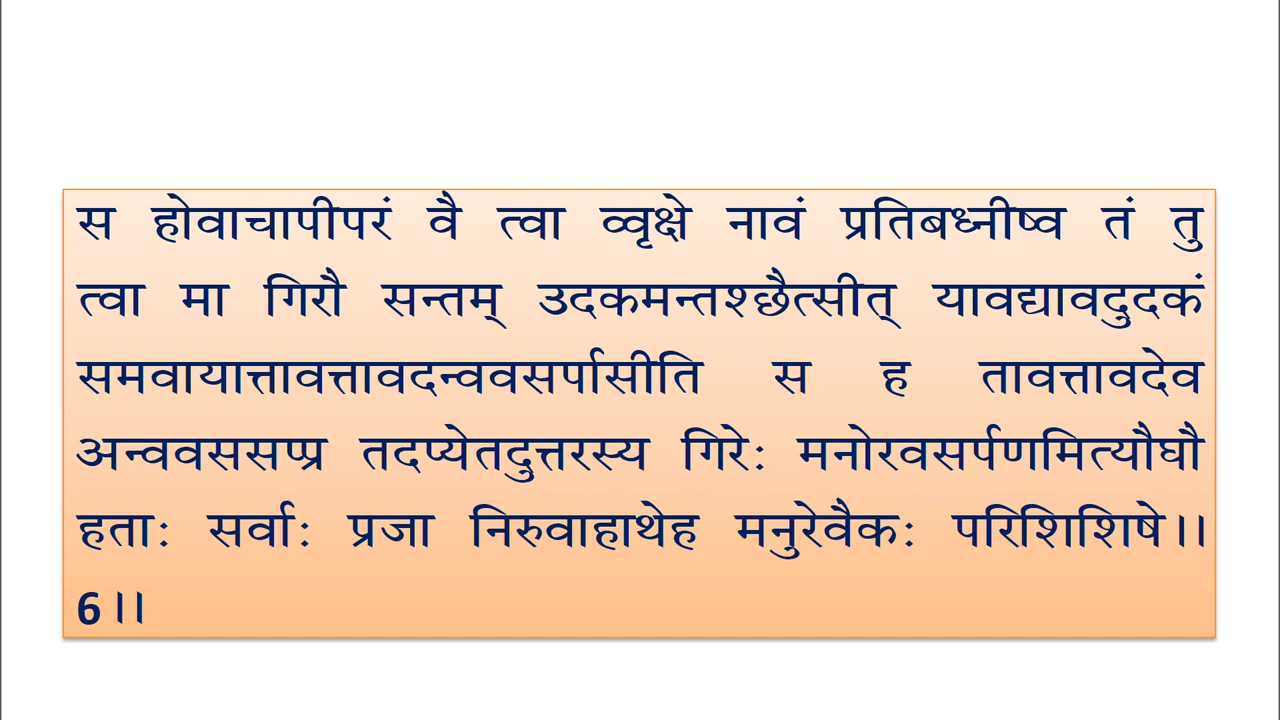 स होवाचापीपरं वै त्वा व्वृक्षे नावं प्रतिबध्नीष्व तं तु
त्वा मा गिरौ सन्तम् उदकमन्तश्छैत्सीत् यावद्यावदुदकं
समवायात्तावत्तावदन्ववसर्पासीति स ह तावत्तावदेव
अन्ववससप्प्र तदप्येतदुत्तरस्य गिरेः मनोरवसर्पणमित्यौघौ
हताः सर्वाः प्रजा निरुवाहाथेह मनुरेवैकः परिशिशिषे।।
6।।